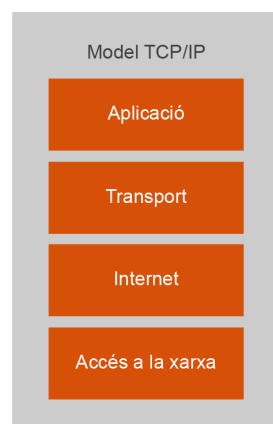 Model TCP/IP
Aplicació
Transport
Internet
Accés a la xarxa